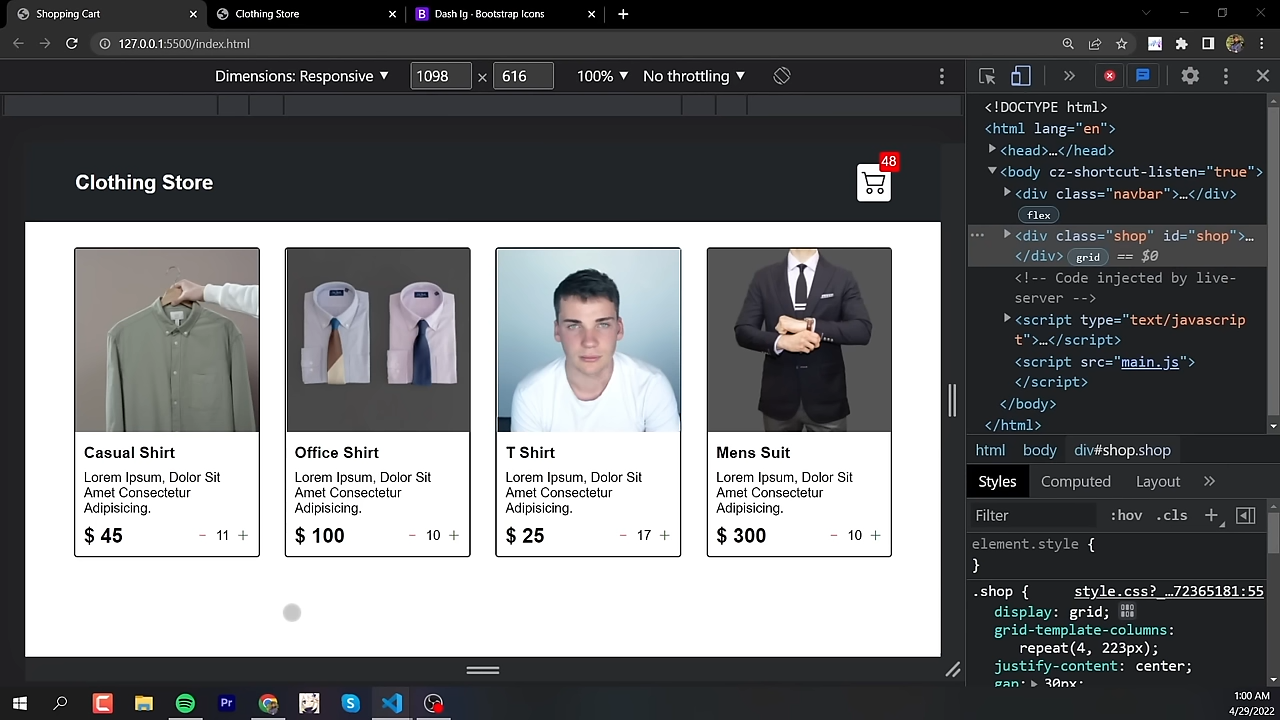 Shopping Cart
Clothing Store
Dash lg · Bootstrap Icons
127.0.0.1:5500/index.html
Dimensions: Responsive ▼ 1098 × 616 100% ▼ No throttling ▼
Clothing Store
48
Casual Shirt
Lorem Ipsum, Dolor Sit
Amet Consectetur
Adipisicing.
$ 45 - 11 +
Office Shirt
Lorem Ipsum, Dolor Sit
Amet Consectetur
Adipisicing.
$ 100 - 10 +
T Shirt
Lorem Ipsum, Dolor Sit
Amet Consectetur
Adipisicing.
$ 25 - 17 +
Mens Suit
Lorem Ipsum, Dolor Sit
Amet Consectetur
Adipisicing.
$ 300 - 10 +
<!DOCTYPE html>
<html lang="en">
<head>…</head>
<body cz-shortcut-listen="true">
<div class="navbar">…</div>
flex
<div class="shop" id="shop">…
</div> grid == $0
<!-- Code injected by live-
server -->
<script type="text/javascrip
t">…</script>
<script src="main.js">
</script>
</body>
</html>
html body div#shop.shop
Styles Computed Layout »
Filter :hov .cls +
element.style {
}
.shop { style.css?_…72365181:55
display: grid;
grid-template-columns:
repeat(4, 223px);
justify-content: center;
gap: 30px;
1:00 AM
4/29/2022